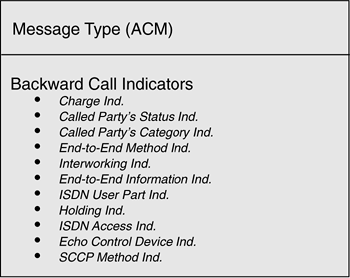 Message Type (ACM)
Backward Call Indicators
• Charge Ind.
• Called Party's Status Ind.
• Called Party's Category Ind.
• End-to-End Method Ind.
• Interworking Ind.
• End-to-End Information Ind.
• ISDN User Part Ind.
• Holding Ind.
• ISDN Access Ind.
• Echo Control Device Ind.
• SCCP Method Ind.